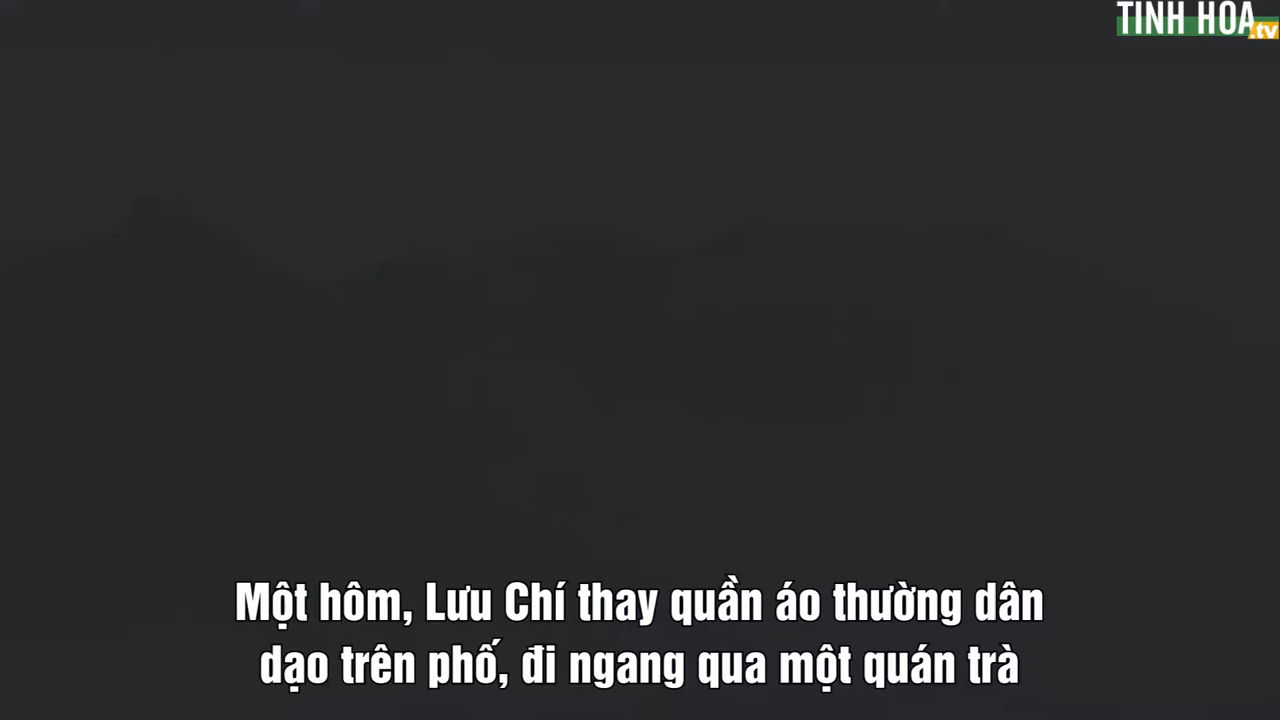 TINH HOA
.tv
Một hôm, Lưu Chí thay quần áo thường dân
dạo trên phố, đi ngang qua một quán trà